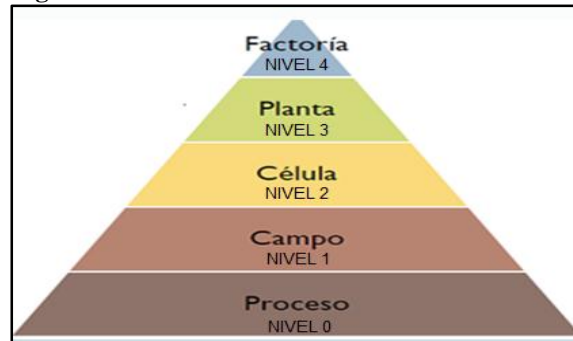 Factoría
NIVEL 4
Planta
NIVEL 3
Célula
NIVEL 2
Campo
NIVEL 1
Proceso
NIVEL 0